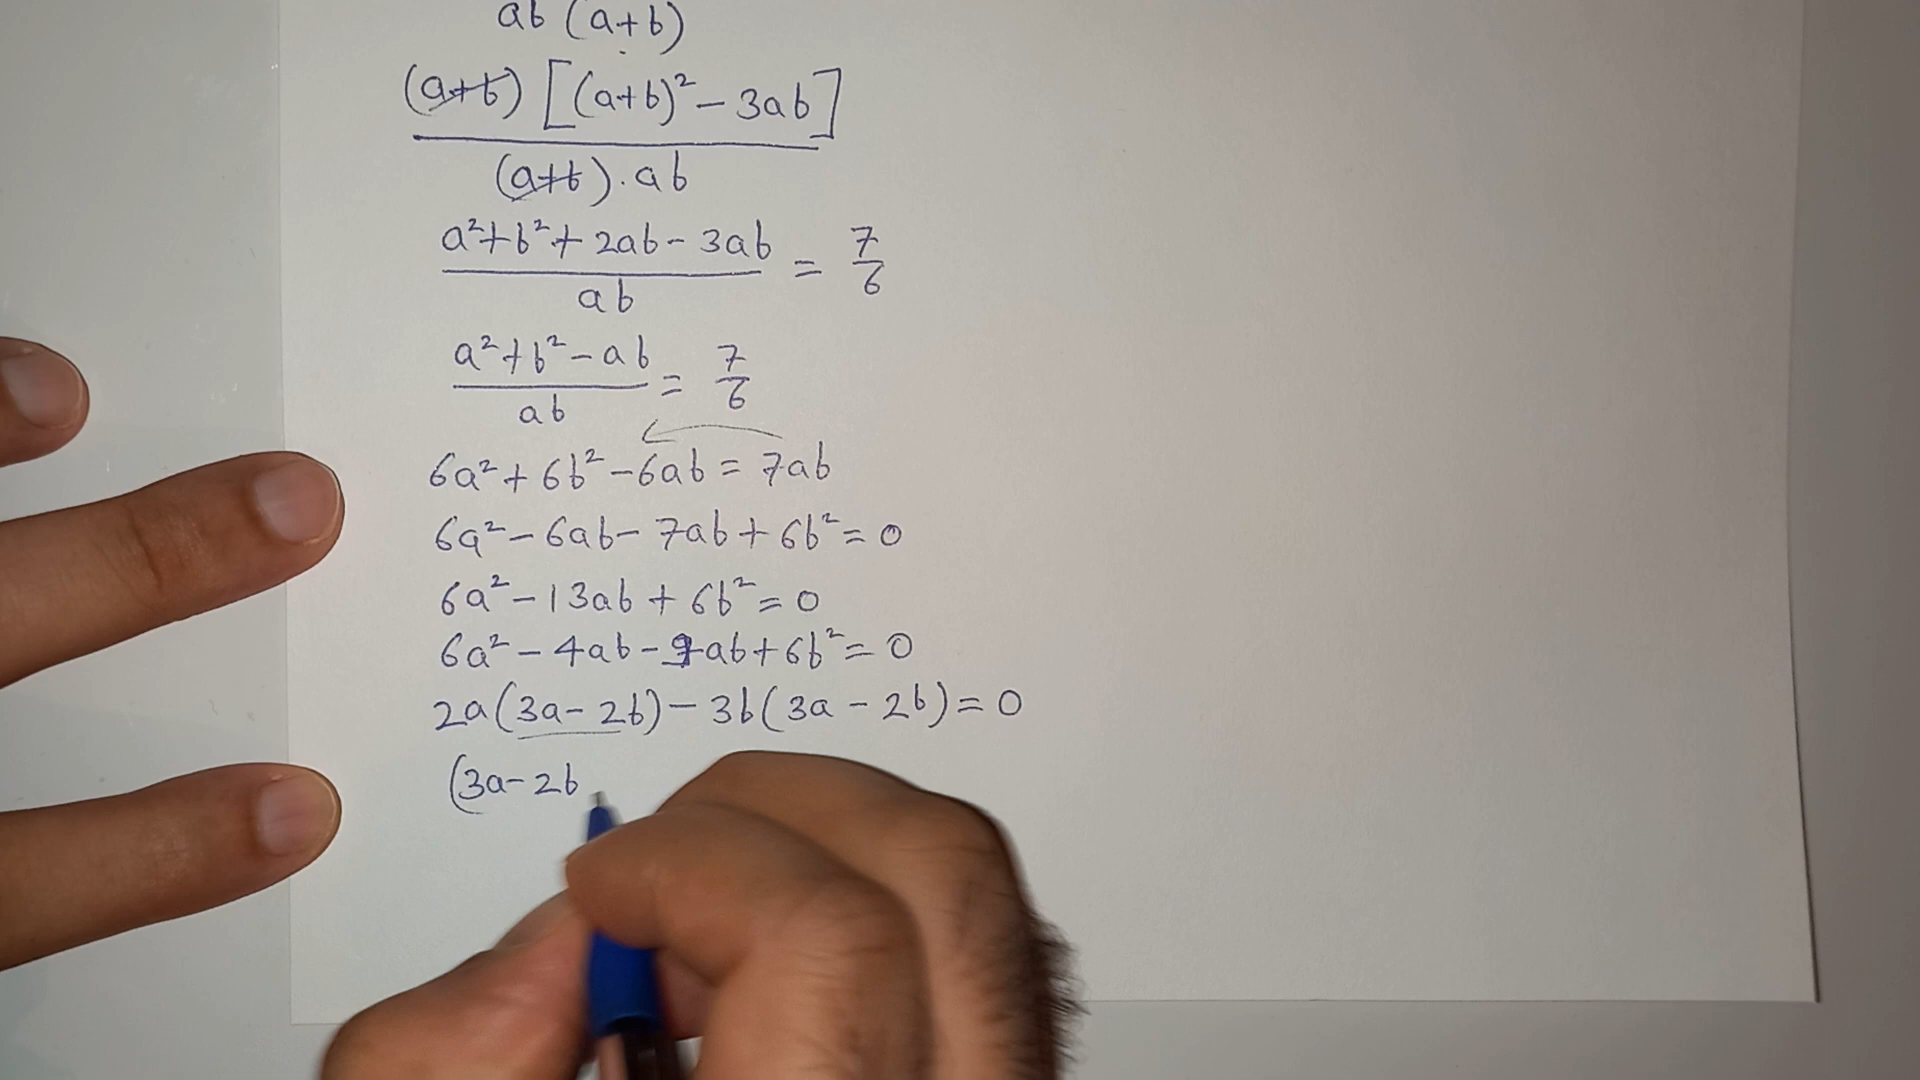 ab (a+b)
(a+b) [(a+b)² - 3ab]
(a+b) . ab
a² + b² + 2ab - 3ab = 7/6
ab
a² + b² - ab = 7/6
ab
6a² + 6b² - 6ab = 7ab
6a² - 6ab - 7ab + 6b² = 0
6a² - 13ab + 6b² = 0
6a² - 4ab - 9ab + 6b² = 0
2a(3a - 2b) - 3b(3a - 2b) = 0
(3a - 2b